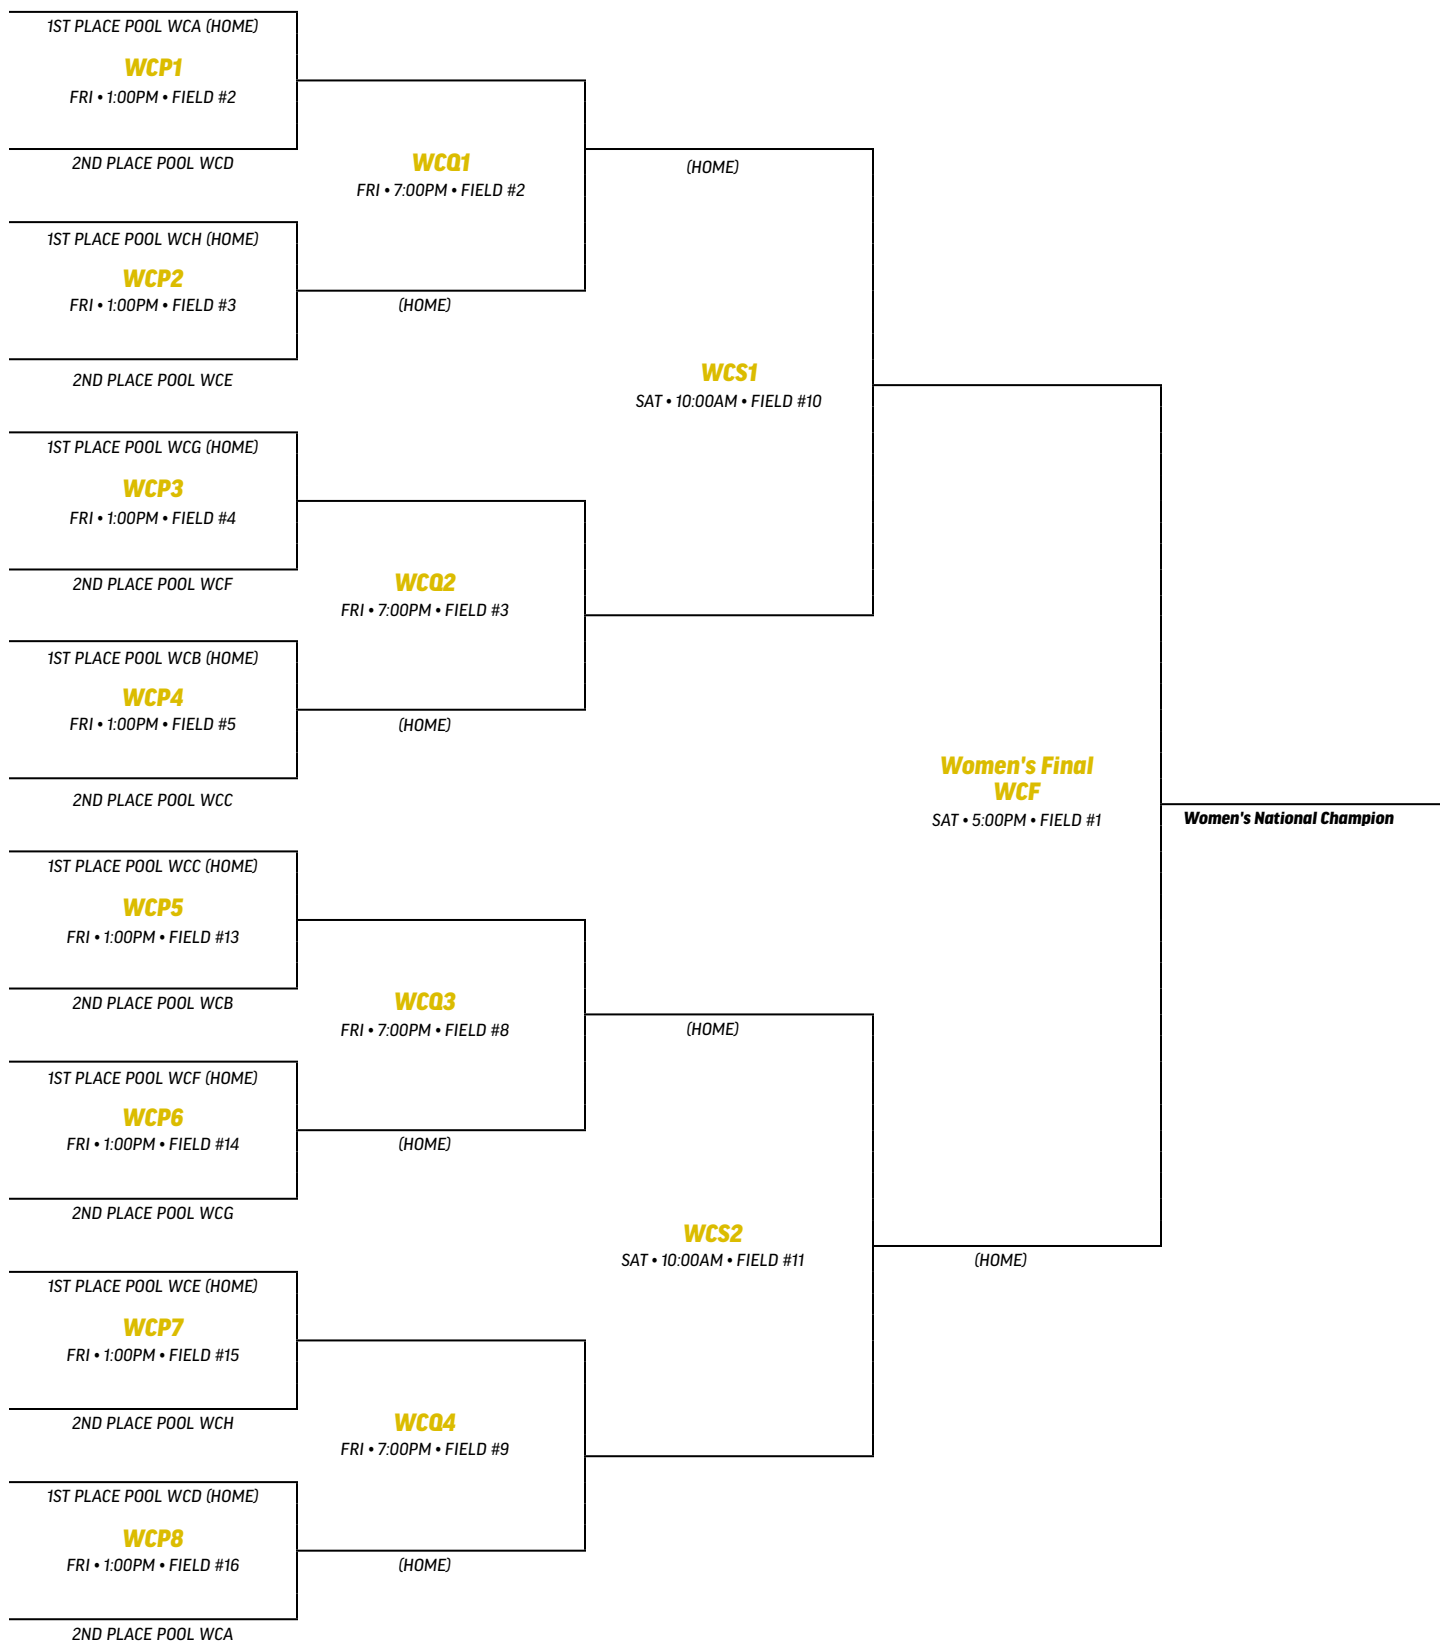 1ST PLACE POOL WCA (HOME)
WCP1
FRI • 1:00PM • FIELD #2
2ND PLACE POOL WCD
1ST PLACE POOL WCH (HOME)
WCP2
FRI • 1:00PM • FIELD #3
2ND PLACE POOL WCE
1ST PLACE POOL WCG (HOME)
WCP3
FRI • 1:00PM • FIELD #4
2ND PLACE POOL WCF
1ST PLACE POOL WCB (HOME)
WCP4
FRI • 1:00PM • FIELD #5
2ND PLACE POOL WCC
1ST PLACE POOL WCC (HOME)
WCP5
FRI • 1:00PM • FIELD #13
2ND PLACE POOL WCB
1ST PLACE POOL WCF (HOME)
WCP6
FRI • 1:00PM • FIELD #14
2ND PLACE POOL WCG
1ST PLACE POOL WCE (HOME)
WCP7
FRI • 1:00PM • FIELD #15
2ND PLACE POOL WCH
1ST PLACE POOL WCD (HOME)
WCP8
FRI • 1:00PM • FIELD #16
2ND PLACE POOL WCA
WCQ1
FRI • 7:00PM • FIELD #2
(HOME)
WCQ2
FRI • 7:00PM • FIELD #3
(HOME)
WCQ3
FRI • 7:00PM • FIELD #8
(HOME)
WCQ4
FRI • 7:00PM • FIELD #9
(HOME)
(HOME)
WCS1
SAT • 10:00AM • FIELD #10
(HOME)
WCS2
SAT • 10:00AM • FIELD #11
Women's Final
WCF
SAT • 5:00PM • FIELD #1
(HOME)
Women's National Champion